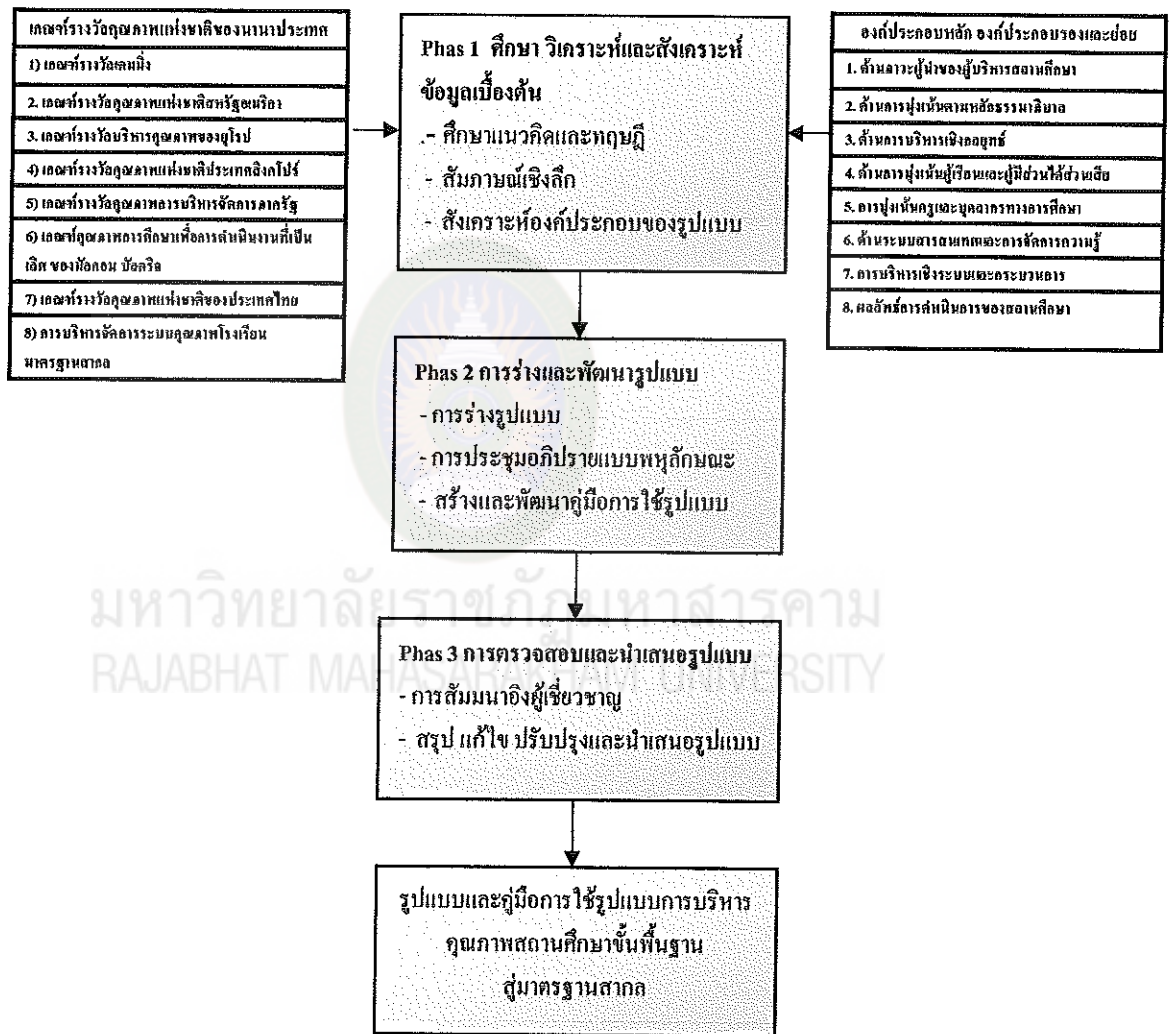 เกณฑ์รางวัลคุณภาพแห่งชาติของนานาประเทศ
1) เกณฑ์รางวัลเดมมิ่ง
2. เกณฑ์รางวัลคุณภาพแห่งชาติสหรัฐอเมริกา
3. เกณฑ์รางวัลบริหารคุณภาพของยุโรป
4) เกณฑ์รางวัลคุณภาพแห่งชาติประเทศสิงคโปร์
5) เกณฑ์รางวัลคุณภาพการบริหารจัดการภาครัฐ
6) เกณฑ์คุณภาพการศึกษาเพื่อการดำเนินงานที่เป็น
เลิศ ของมัลคอม บัลดริจ
7) เกณฑ์รางวัลคุณภาพแห่งชาติของประเทศไทย
8) การบริหารจัดการระบบคุณภาพโรงเรียน
มาตรฐานสากล
Phas 1 ศึกษา วิเคราะห์และสังเคราะห์
ข้อมูลเบื้องต้น
.- ศึกษาแนวคิดและทฤษฎี
- สัมภาษณ์เชิงลึก
- สังเคราะห์องค์ประกอบของรูปแบบ
องค์ประกอบหลัก องค์ประกอบรองและย่อย
1. ด้านภาวะผู้นำของผู้บริหารสถานศึกษา
2. ด้านการมุ่งเน้นตามหลักธรรมาภิบาล
3. ด้านการบริหารเชิงกลยุทธ์
4. ด้านการมุ่งเน้นผู้เรียนและผู้มีส่วนได้ส่วนเสีย
5. การมุ่งเน้นครูและบุคลากรทางการศึกษา
6. ด้านระบบสารสนเทศและการจัดการความรู้
7. การบริหารเชิงระบบและกระบวนการ
8. ผลลัพธ์การดำเนินการของสถานศึกษา
Phas 2 การร่างและพัฒนารูปแบบ
- การร่างรูปแบบ
- การประชุมอภิปรายแบบพหุลักษณะ
- สร้างและพัฒนาคู่มือการใช้รูปแบบ
มหาวิทยาลัยราชภัฏมหาสารคาม
RAJABHAT MAHASARAKHAM UNIVERSITY
Phas 3 การตรวจสอบและนำเสนอรูปแบบ
- การสัมมนาอิงผู้เชี่ยวชาญ
- สรุป แก้ไข ปรับปรุงและนำเสนอรูปแบบ
รูปแบบและคู่มือการใช้รูปแบบการบริหาร
คุณภาพสถานศึกษาขั้นพื้นฐาน
สู่มาตรฐานสากล